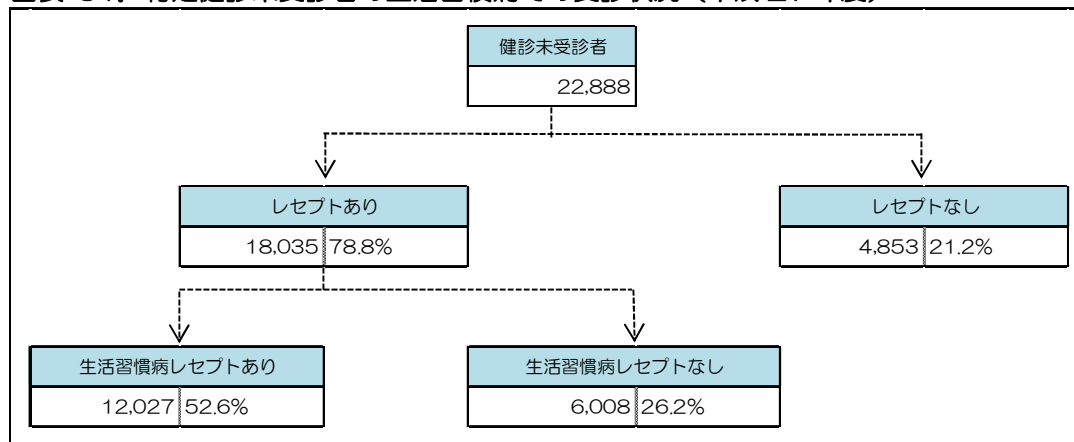 健診未受診者
22,888
レセプトあり
レセプトなし
18,035 78.8%
4,853 21.2%
生活習慣病レセプトあり
生活習慣病レセプトなし
12,027 52.6%
6,008 26.2%